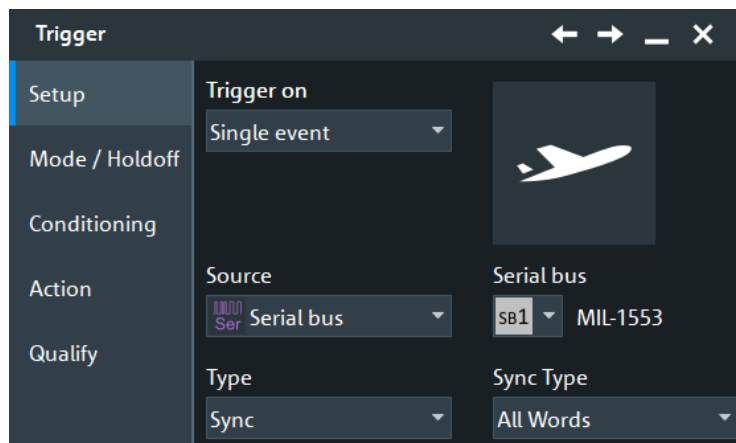 Trigger
Setup
Mode / Holdoff
Conditioning
Action
Qualify
Trigger on
Single event
Source
Serial bus
Ser Serial bus
SB1 MIL-1553
Type
Sync Type
Sync
All Words